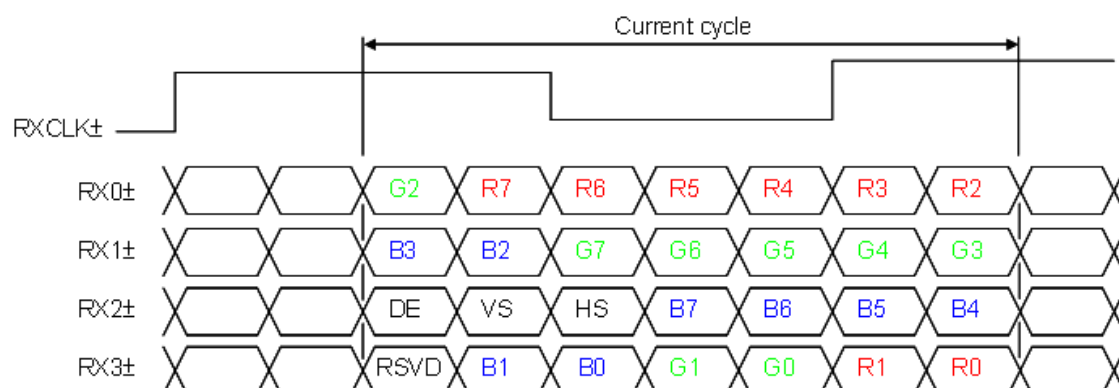 Current cycle
RXCLK±
RX0± G2 R7 R6 R5 R4 R3 R2
RX1± B3 B2 G7 G6 G5 G4 G3
RX2± DE VS HS B7 B6 B5 B4
RX3± RSVD B1 B0 G1 G0 R1 R0